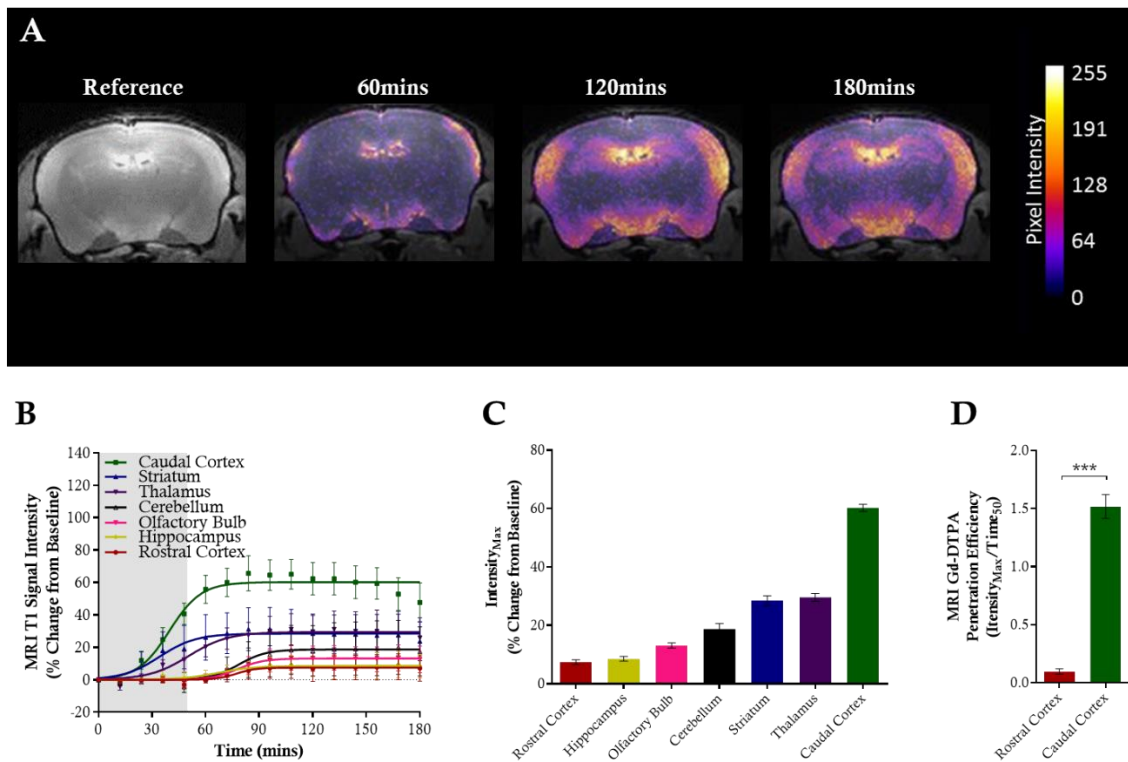 A
Reference
60mins
120mins
180mins
Pixel Intensity
255
191
128
64
0
B
MRI T1 Signal Intensity
(% Change from Baseline)
140
120
100
80
60
40
20
0
-20
Caudal Cortex
Striatum
Thalamus
Cerebellum
Olfactory Bulb
Hippocampus
Rostral Cortex
0
30
60
90
120
150
180
Time (mins)
C
Intensity_Max
(% Change from Baseline)
80
60
40
20
0
Rostral Cortex
Hippocampus
Olfactory Bulb
Cerebellum
Striatum
Thalamus
Caudal Cortex
D
MRI Gd-DTPA
Penetration Efficiency
(Itensity_Max/Time_50)
2.0
1.5
1.0
0.5
0.0
***
Rostral Cortex
Caudal Cortex